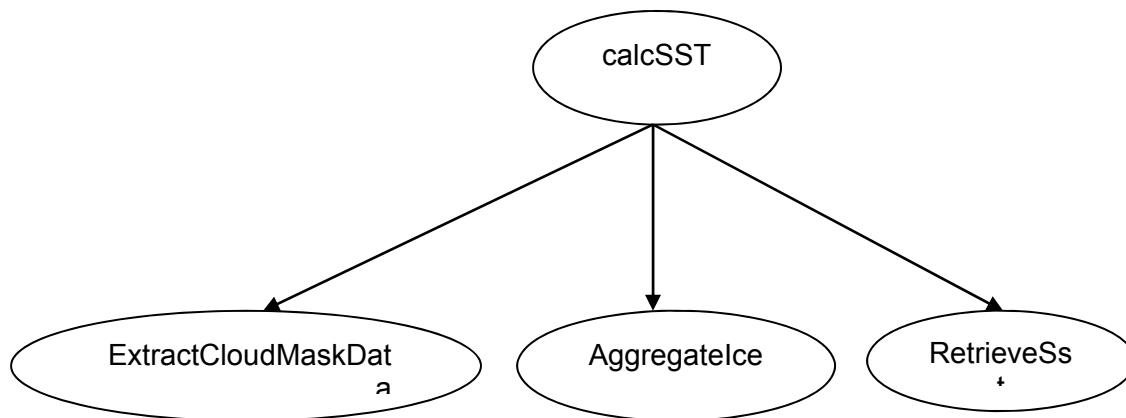 calcSST
ExtractCloudMaskDat
a
AggregateIce
RetrieveSs
t